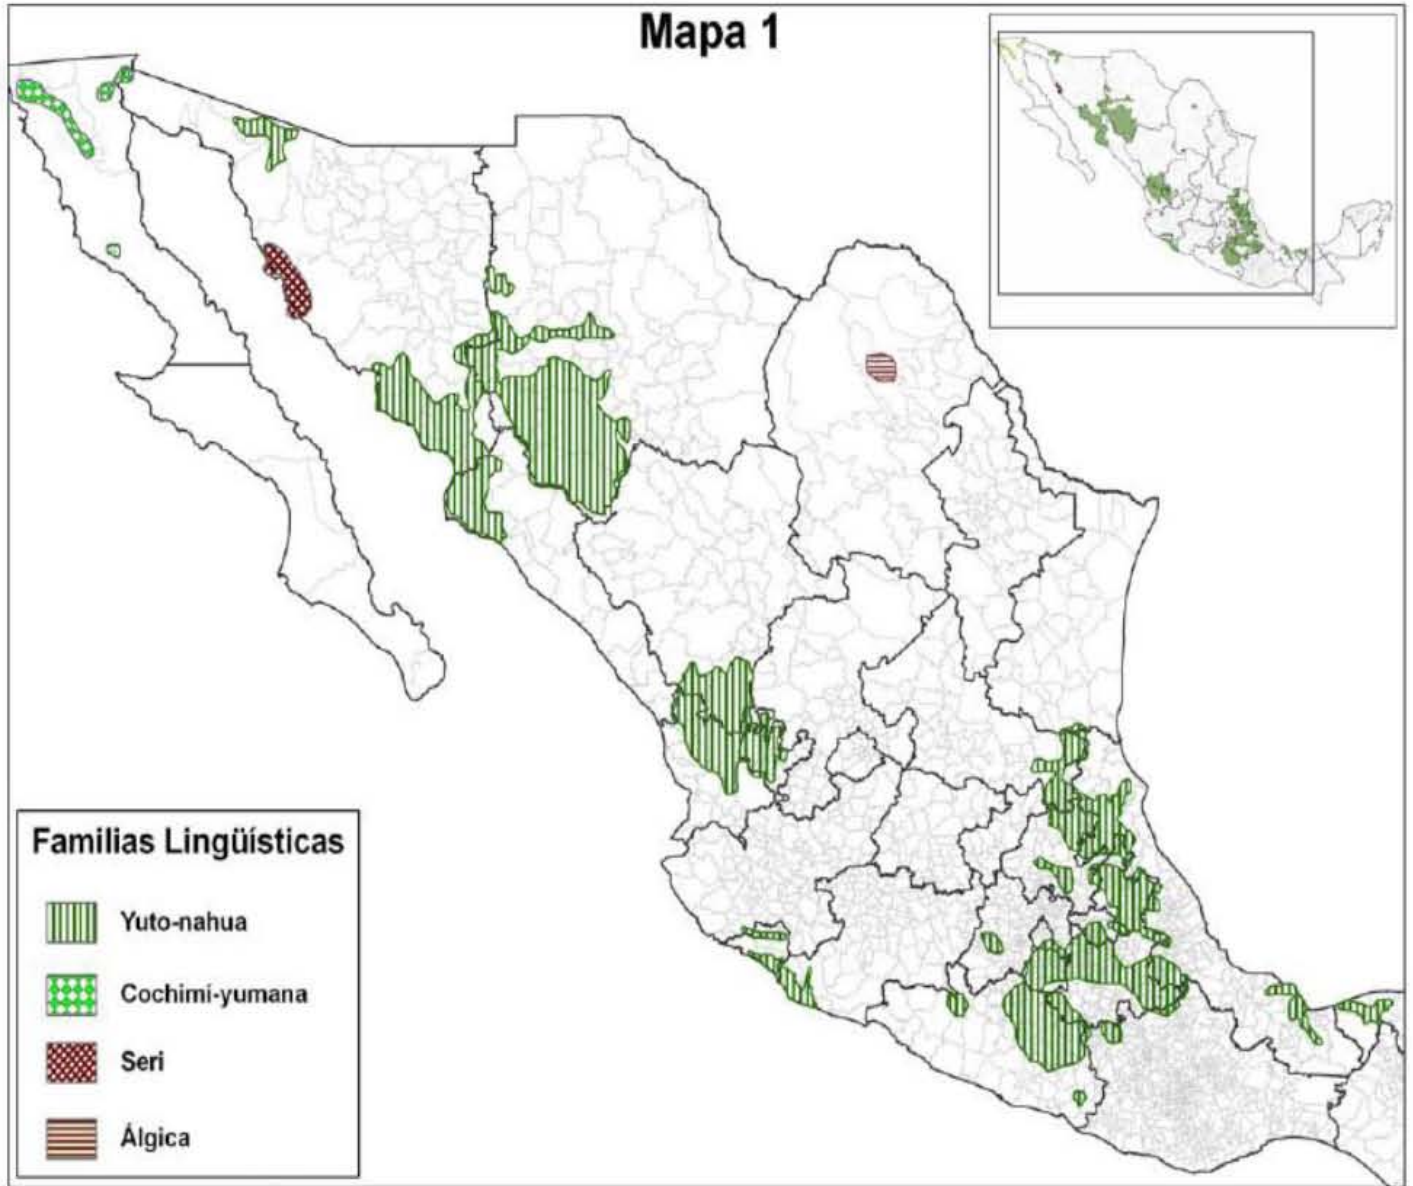 Mapa 1
Familias Lingüísticas
Yuto-nahua
Cochimí-yumana
Seri
Álgica